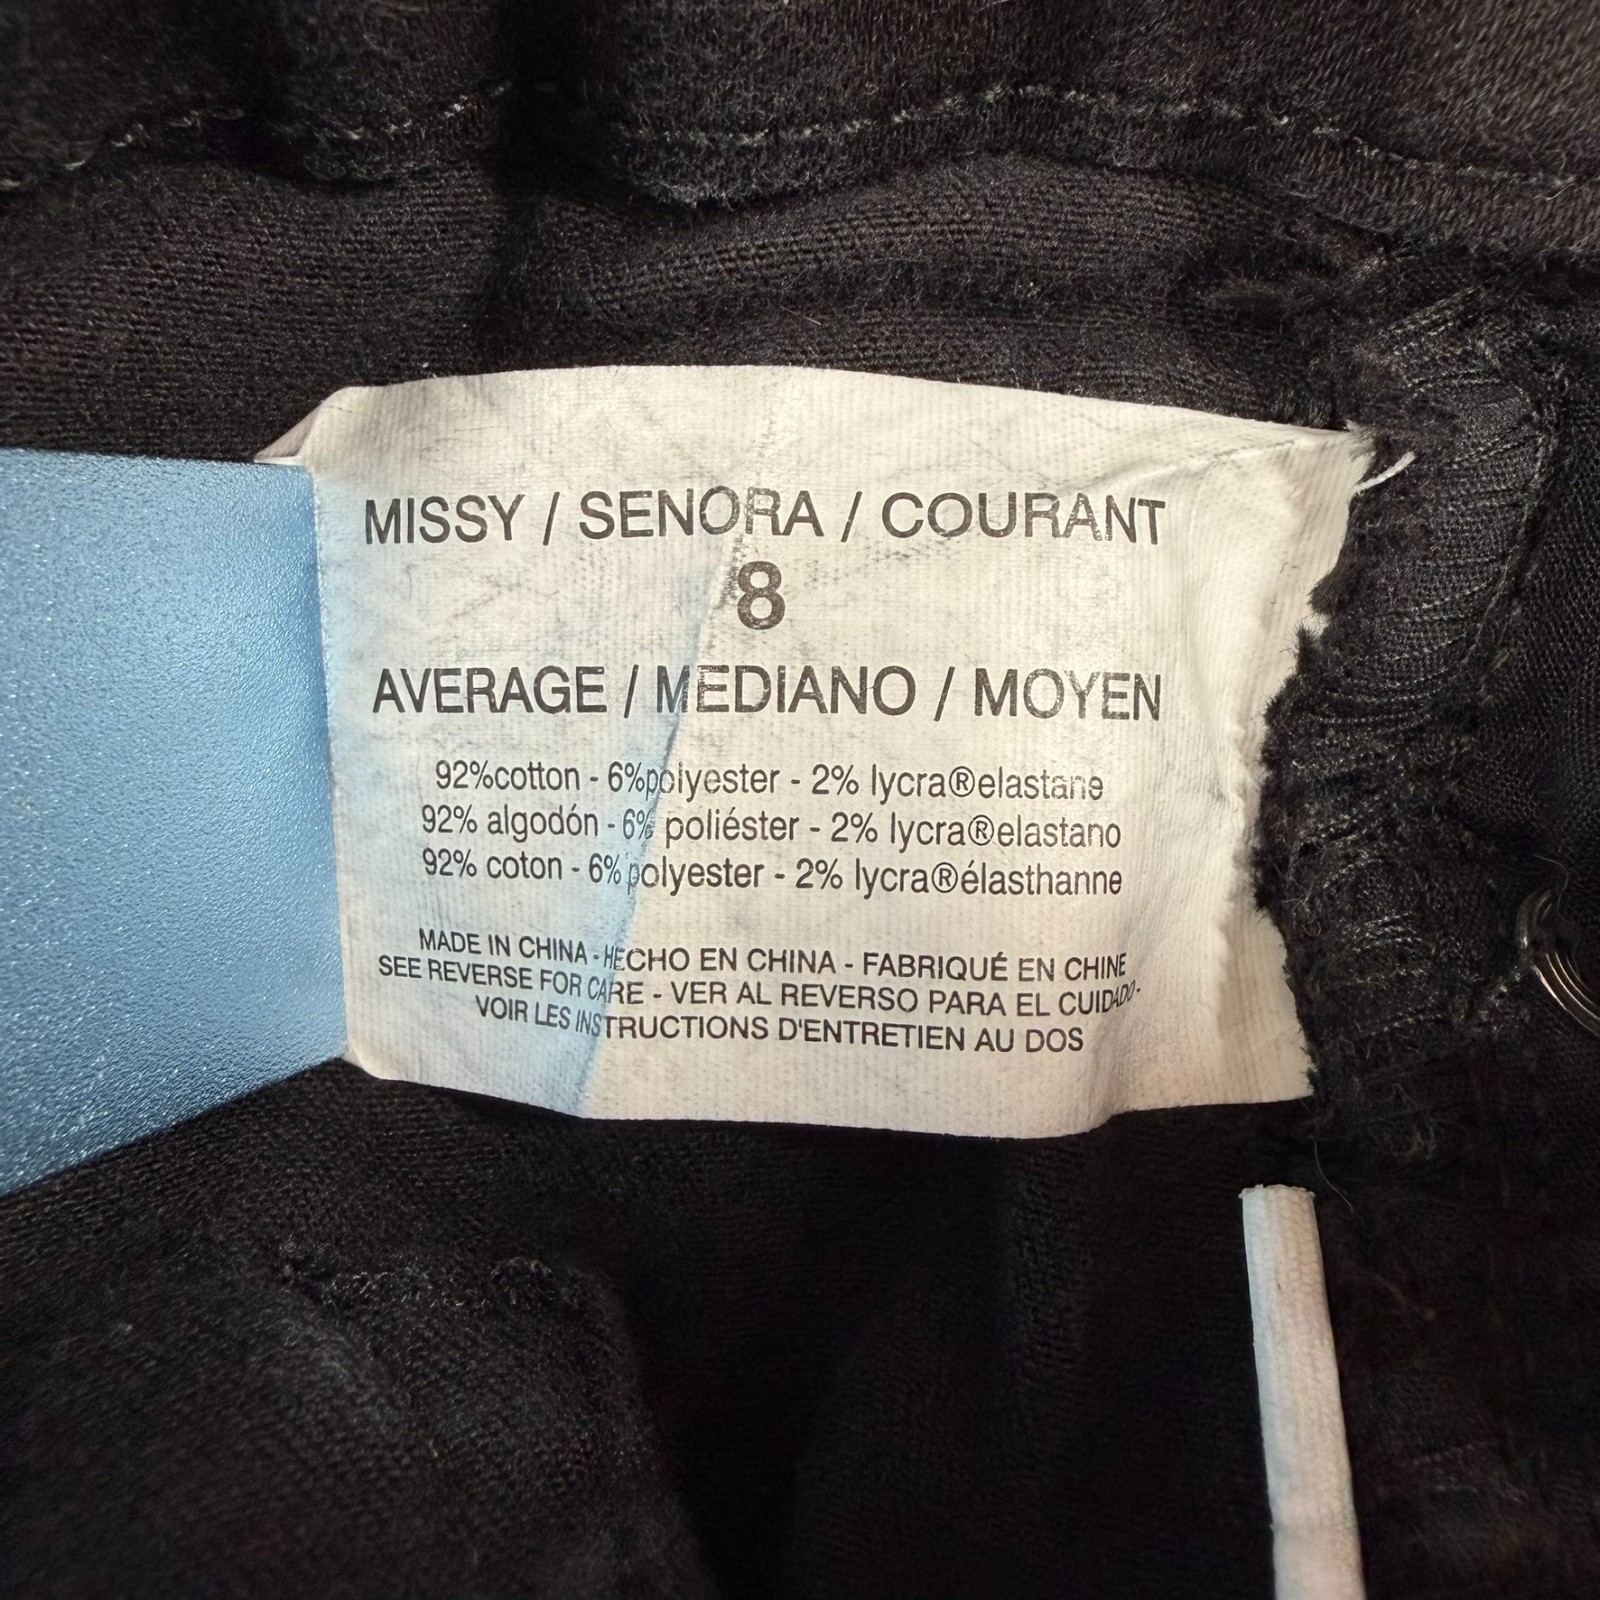 MISSY / SENORA / COURANT
8
AVERAGE / MEDIANO / MOYEN
92%cotton - 6%polyester - 2% lycra®elastane
92% algodón - 6% poliéster - 2% lycra®elastano
92% coton - 6% polyester - 2% lycra®élasthanne
MADE IN CHINA - HECHO EN CHINA - FABRIQUÉ EN CHINE
SEE REVERSE FOR CARE - VER AL REVERSO PARA EL CUIDADO -
VOIR LES INSTRUCTIONS D'ENTRETIEN AU DOS